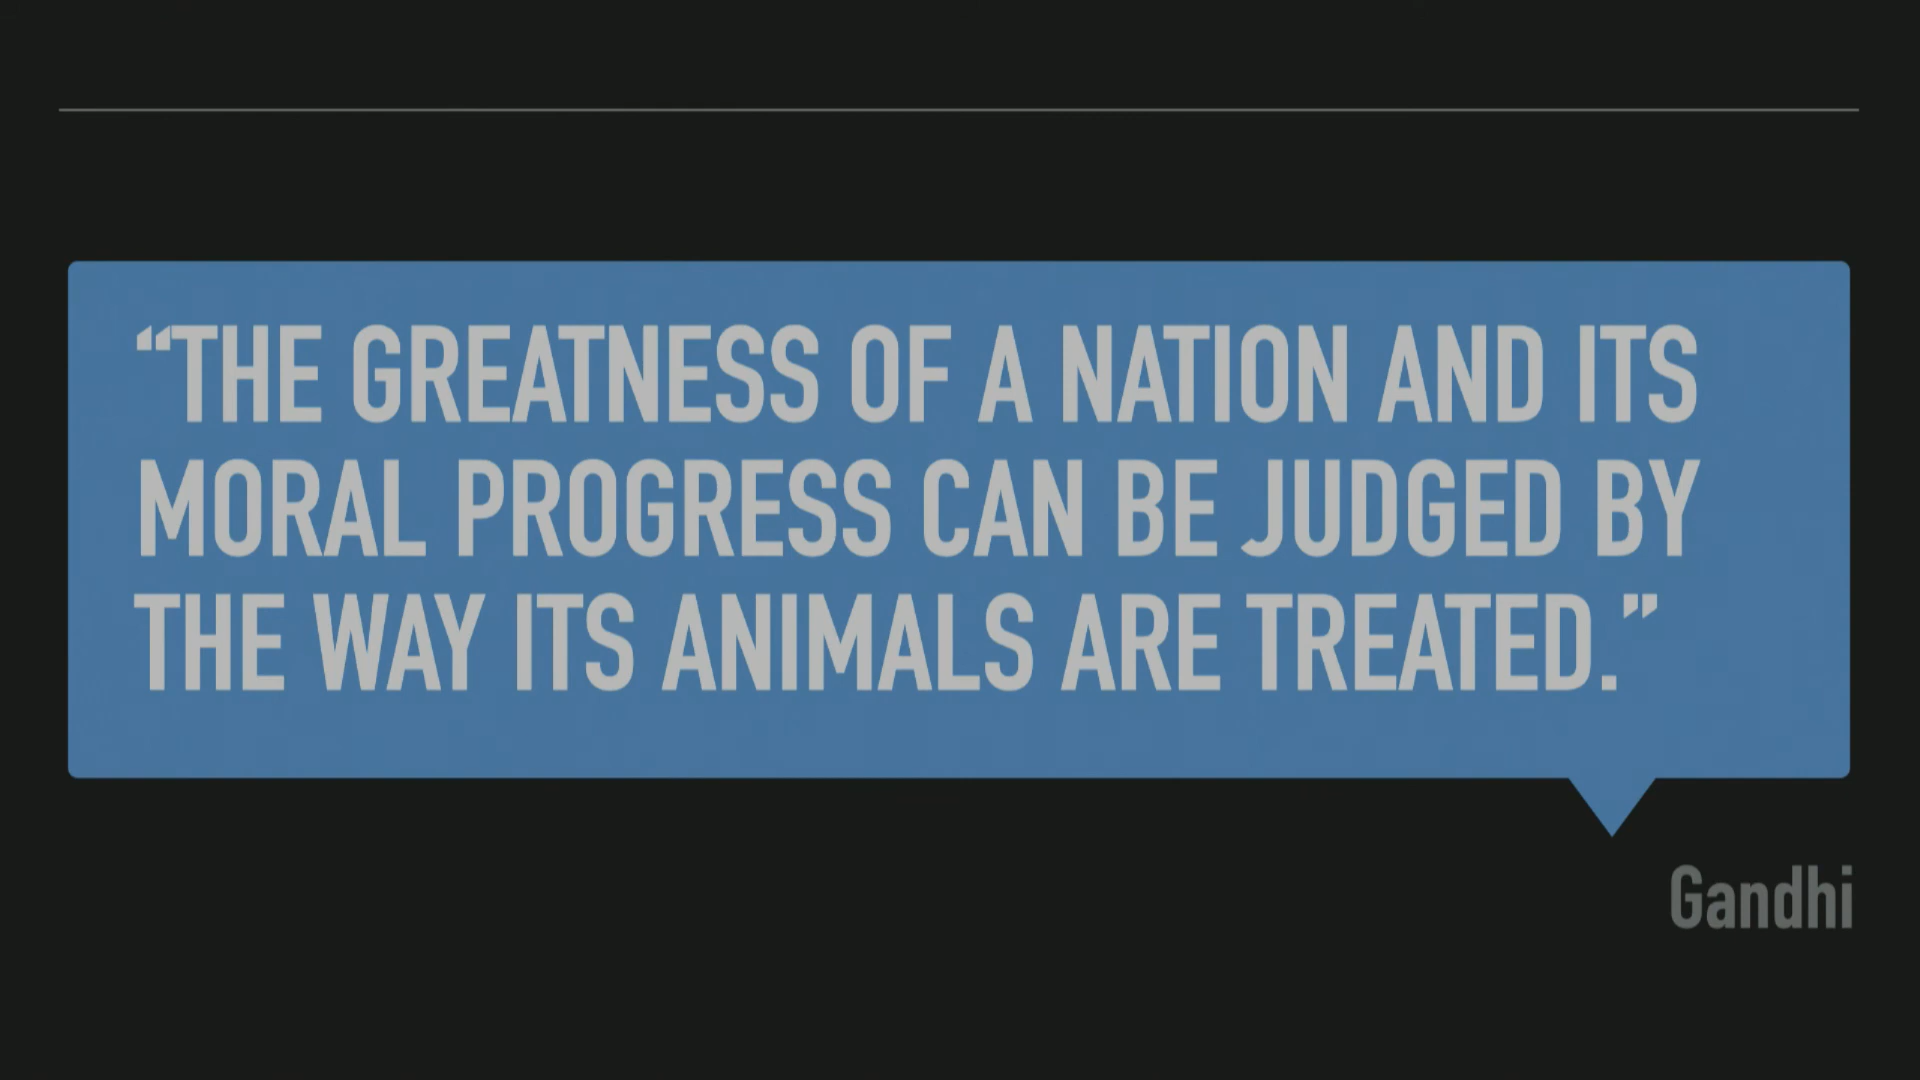 “THE GREATNESS OF A NATION AND ITS
MORAL PROGRESS CAN BE JUDGED BY
THE WAY ITS ANIMALS ARE TREATED.”
Gandhi